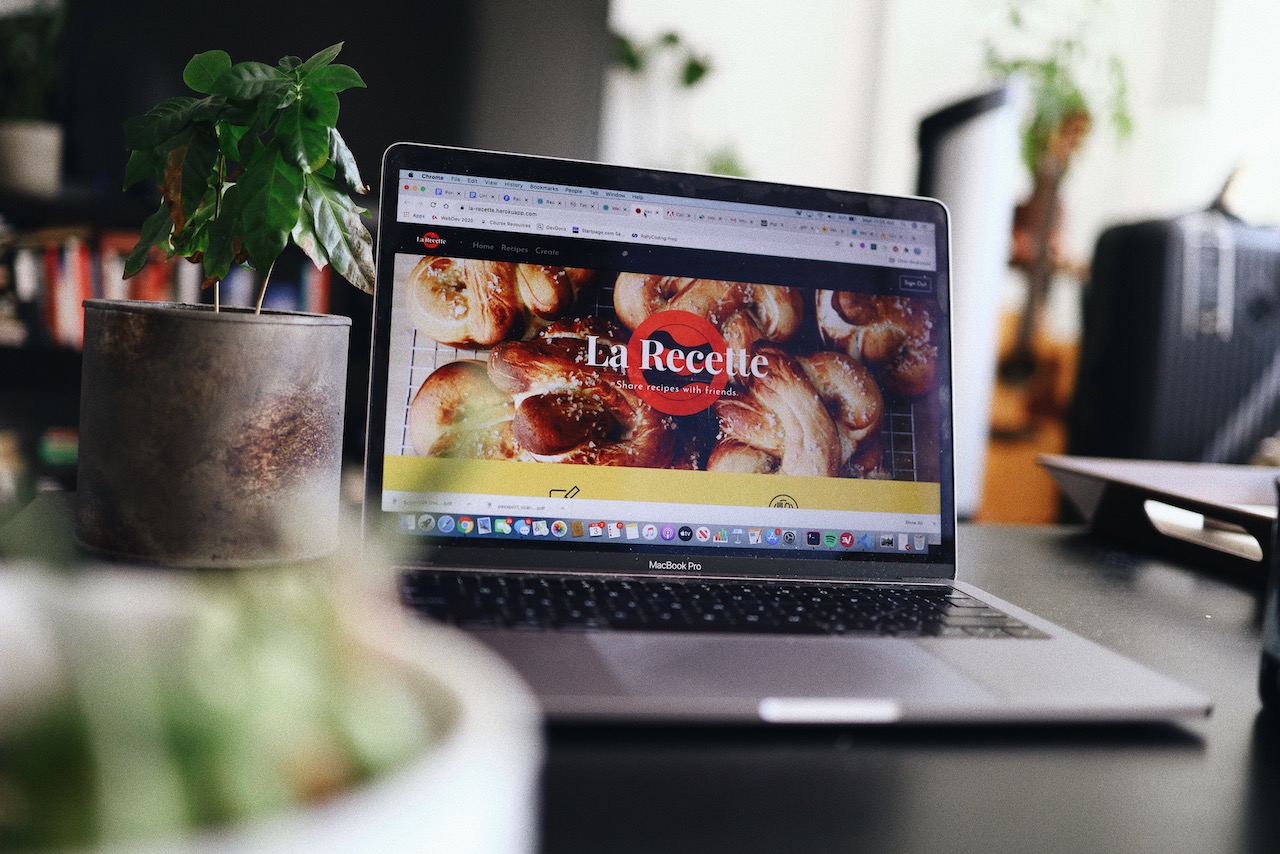 Chrome File Edit View History Bookmarks People Tab Window Help
la-recette.herokuapp.com
Apps WebDev 2020 Course Resources DevDocs Startpage.com Se RallyCoding Prep
La Recette Home Recipes Create
Sign Out
La Recette
Share recipes with friends.
Show All
MacBook Pro